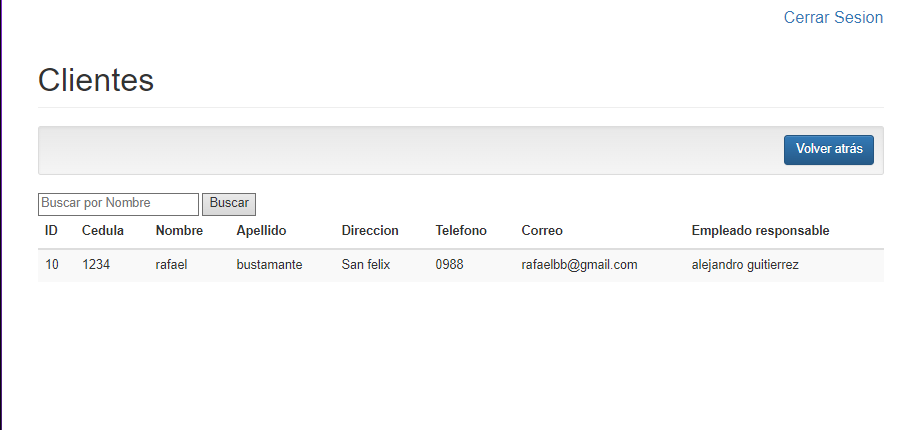 Cerrar Sesion
Clientes
Volver atrás
Buscar por Nombre Buscar
ID Cedula Nombre Apellido Direccion Telefono Correo Empleado responsable
10 1234 rafael bustamante San felix 0988 rafaelbb@gmail.com alejandro guitierrez